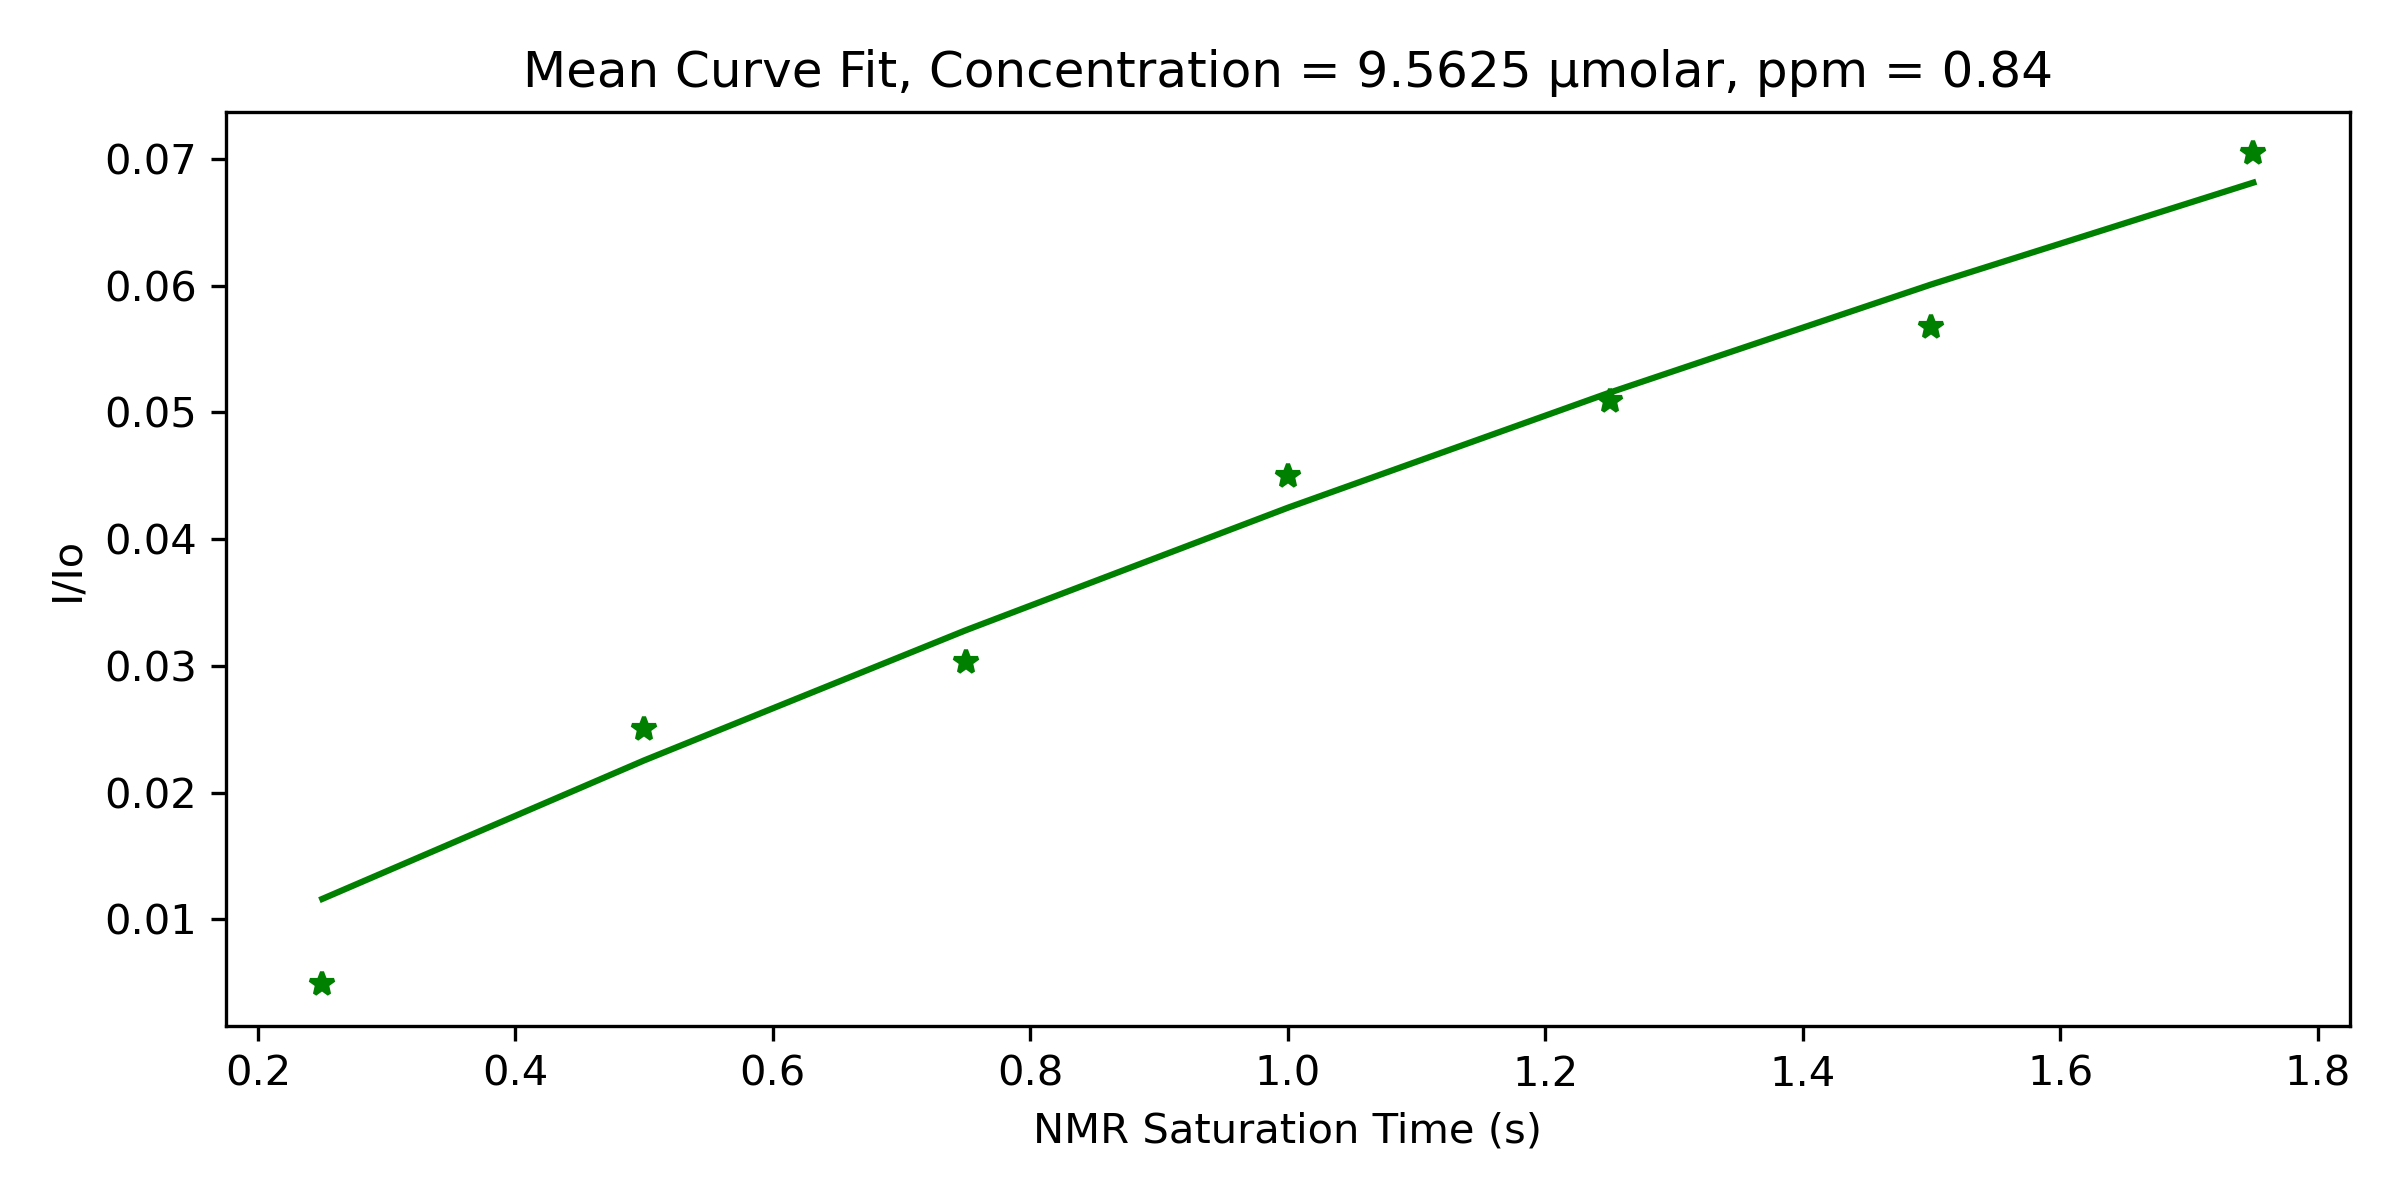 Mean Curve Fit, Concentration = 9.5625 μmolar, ppm = 0.84
0.07
0.06
0.05
0.04
0.03
0.02
0.01
I/Io
0.2 0.4 0.6 0.8 1.0 1.2 1.4 1.6 1.8
NMR Saturation Time (s)